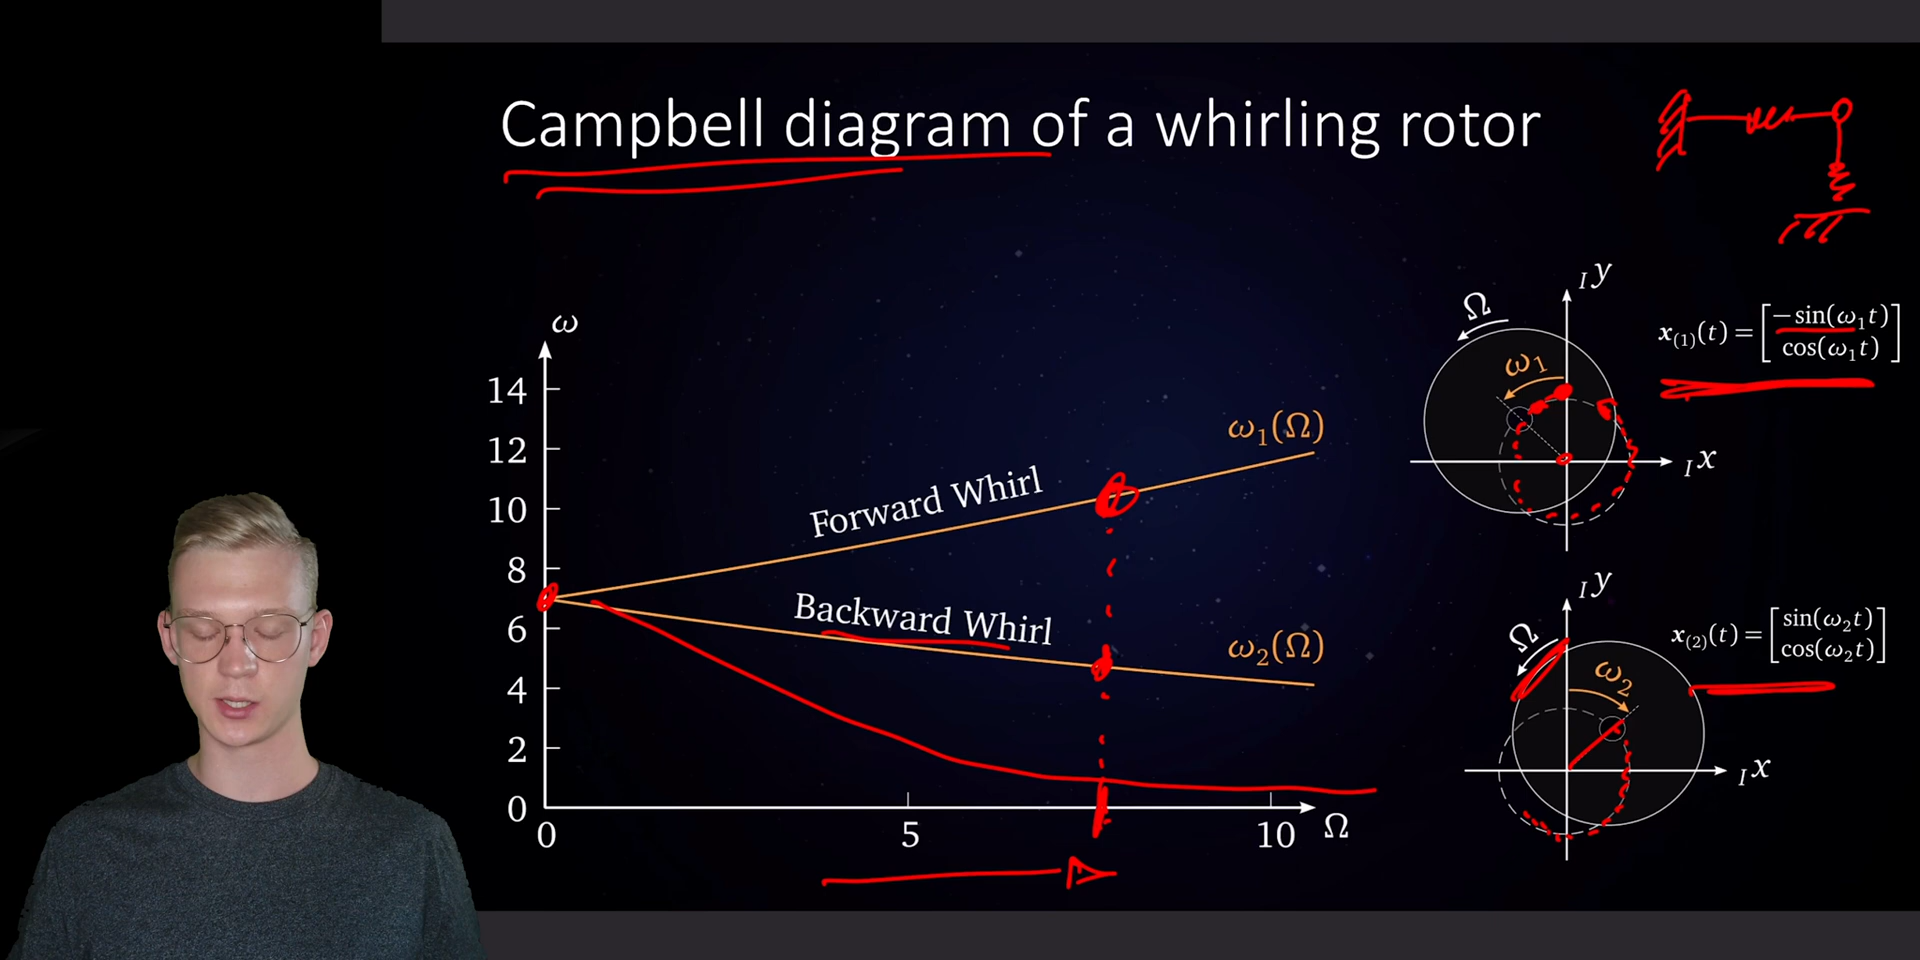 Campbell diagram of a whirling rotor
ω
14
12
10
8
6
4
2
0
0
5
10
Ω
Forward Whirl
ω₁(Ω)
Backward Whirl
ω₂(Ω)
Ω
ω₁
ᵢy
ᵢx
x₍₁₎(t) = [−sin(ω₁t)
cos(ω₁t)]
Ω
ω₂
ᵢy
ᵢx
x₍₂₎(t) = [sin(ω₂t)
cos(ω₂t)]